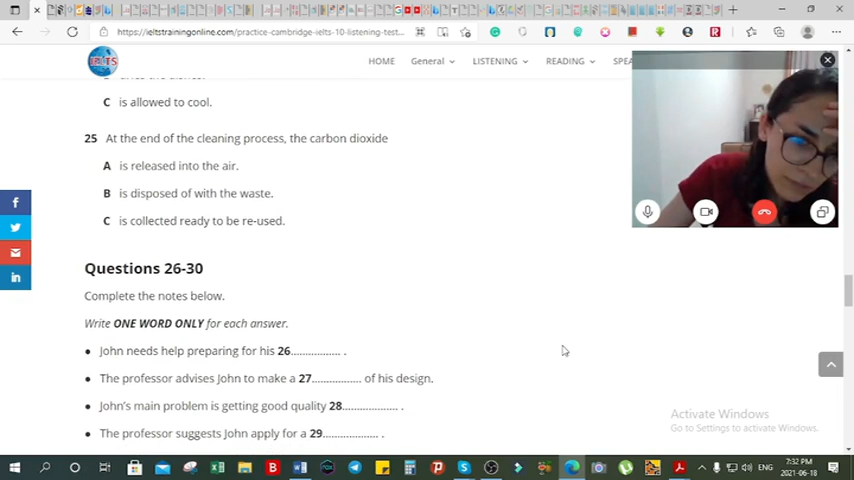 https://ieltstrainingonline.com/practice-cambridge-ielts-10-listening-test...
IELTS
HOME General LISTENING READING SPEA
C is allowed to cool.
25 At the end of the cleaning process, the carbon dioxide
A is released into the air.
B is disposed of with the waste.
C is collected ready to be re-used.
Questions 26-30
Complete the notes below.
Write ONE WORD ONLY for each answer.
• John needs help preparing for his 26................. .
• The professor advises John to make a 27................. of his design.
• John's main problem is getting good quality 28................... .
• The professor suggests John apply for a 29................... .
Activate Windows
Go to Settings to activate Windows.
ENG
7:32 PM
2021-06-18